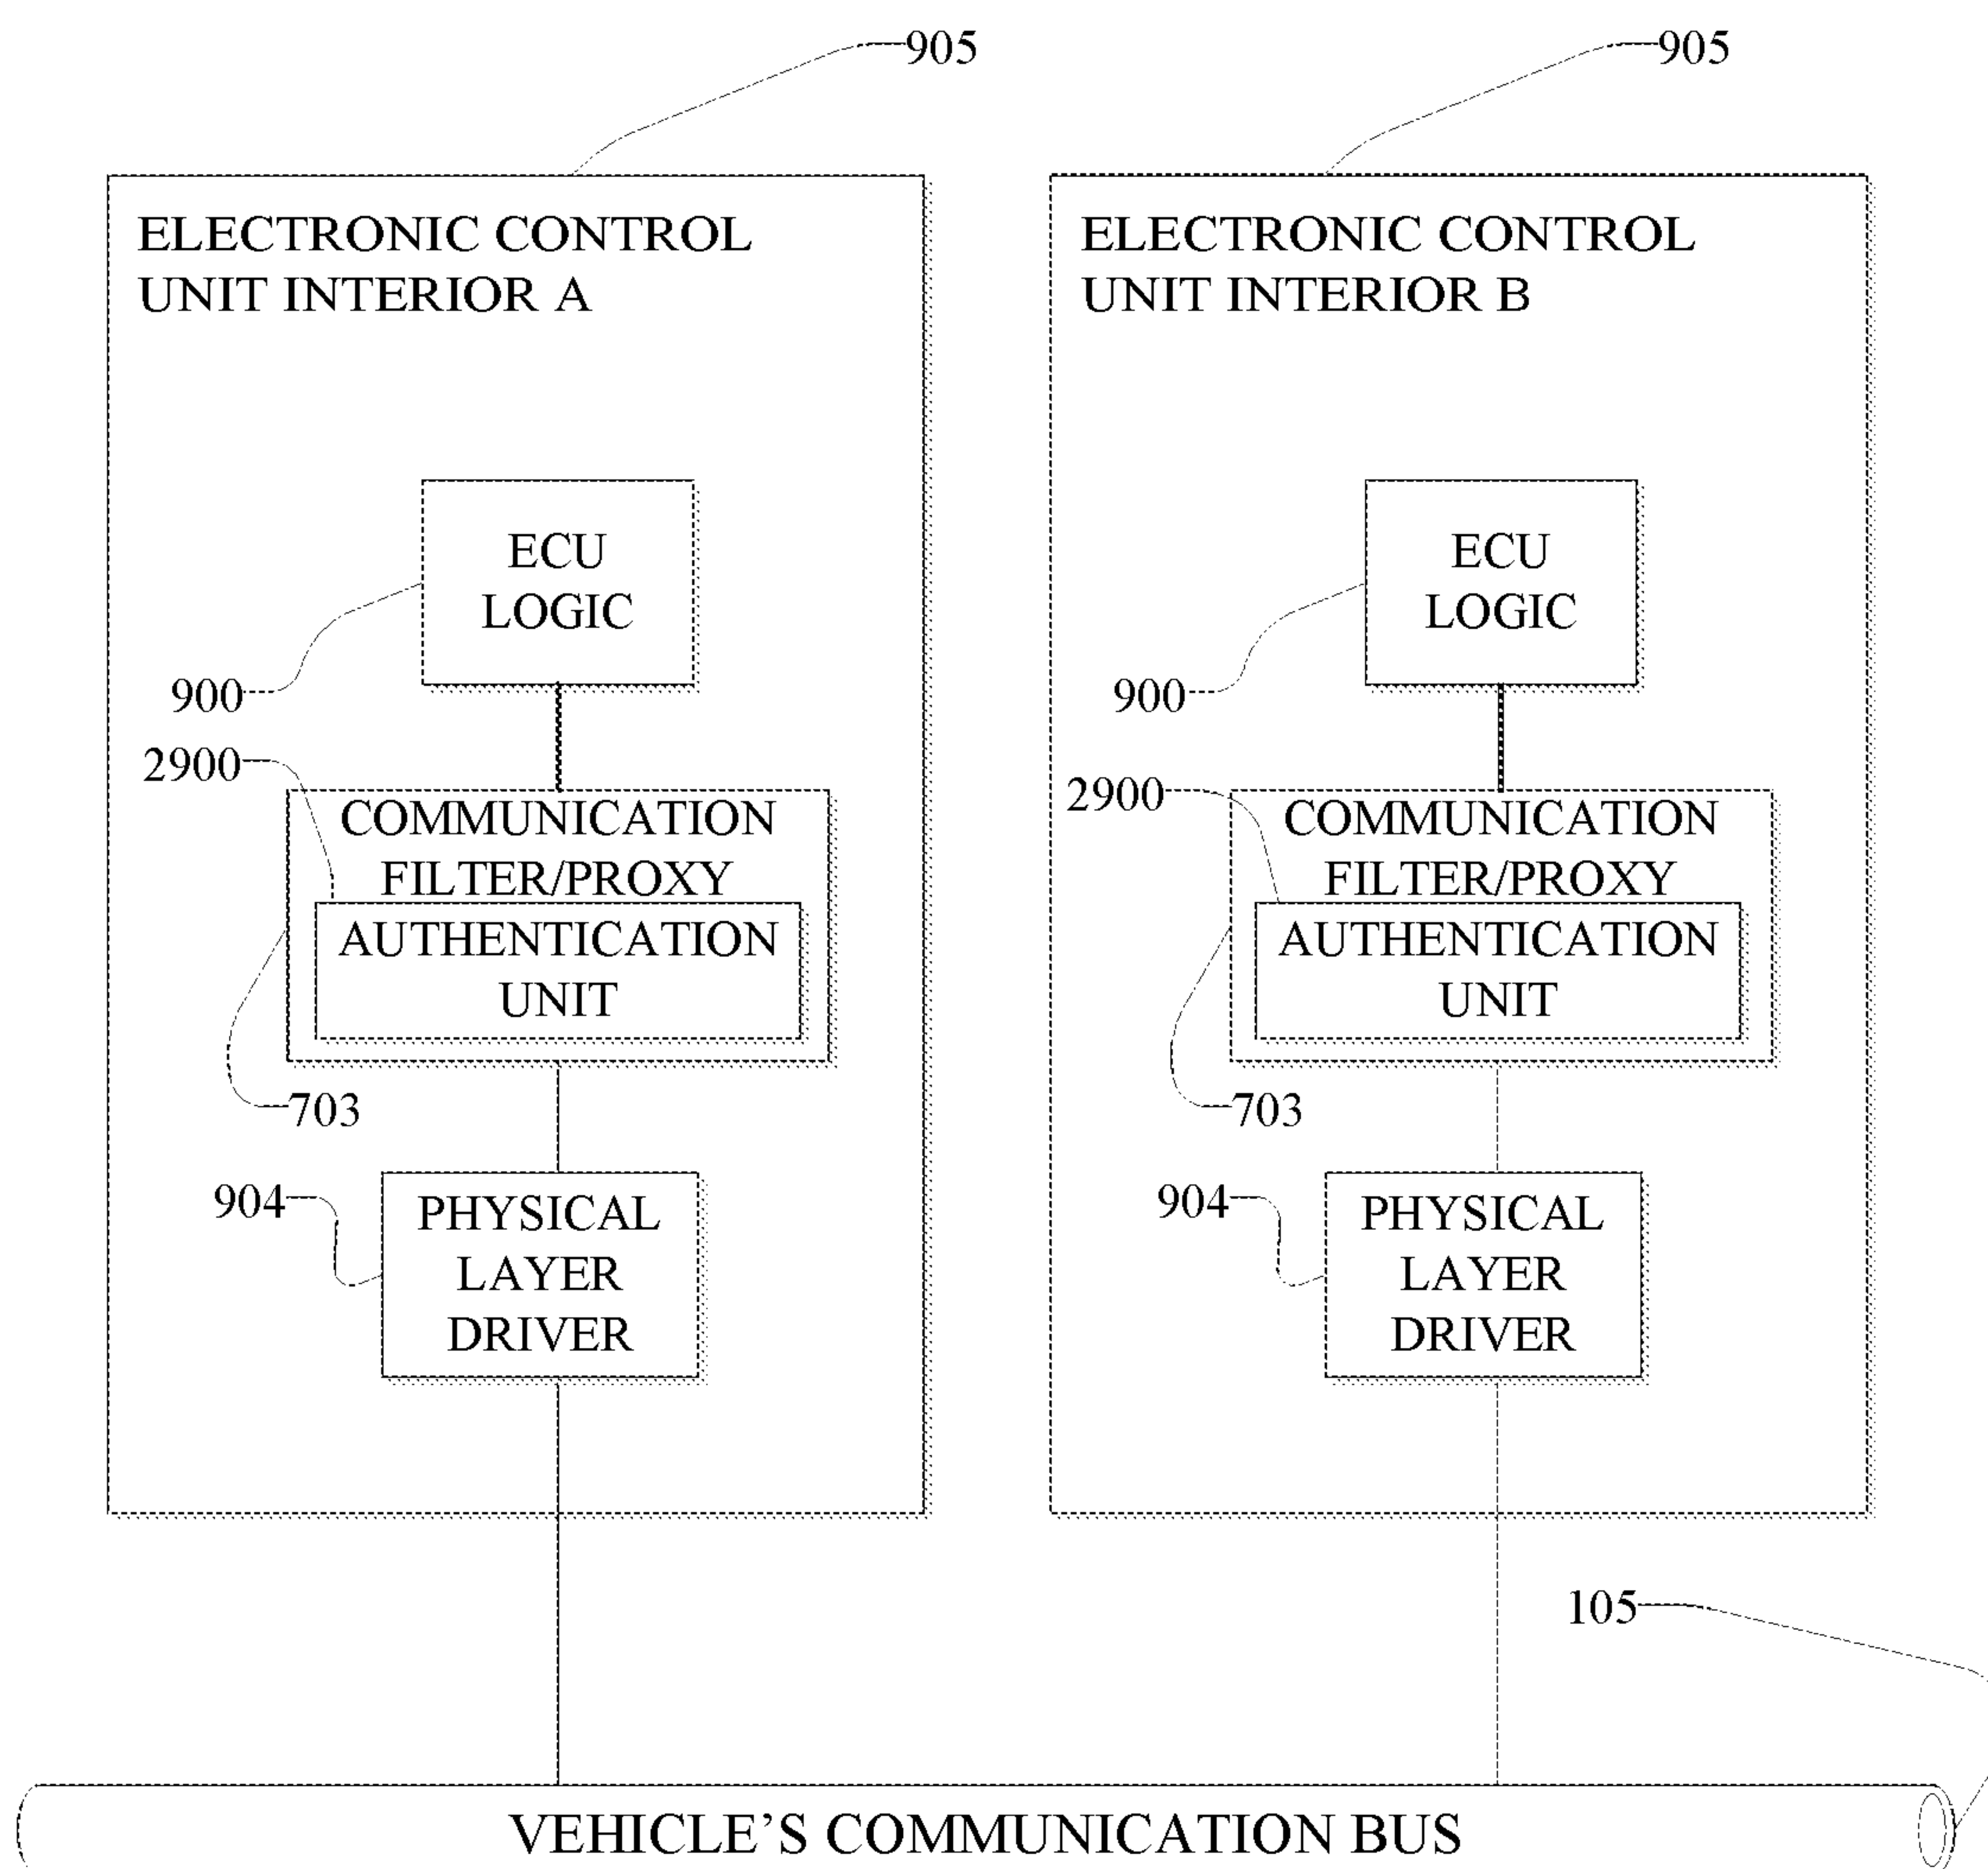 905
905
ELECTRONIC CONTROL
UNIT INTERIOR A
ELECTRONIC CONTROL
UNIT INTERIOR B
ECU
LOGIC
ECU
LOGIC
900
900
2900
2900
COMMUNICATION
FILTER/PROXY
AUTHENTICATION
UNIT
COMMUNICATION
FILTER/PROXY
AUTHENTICATION
UNIT
703
703
904
904
PHYSICAL
LAYER
DRIVER
PHYSICAL
LAYER
DRIVER
105
VEHICLE’S COMMUNICATION BUS